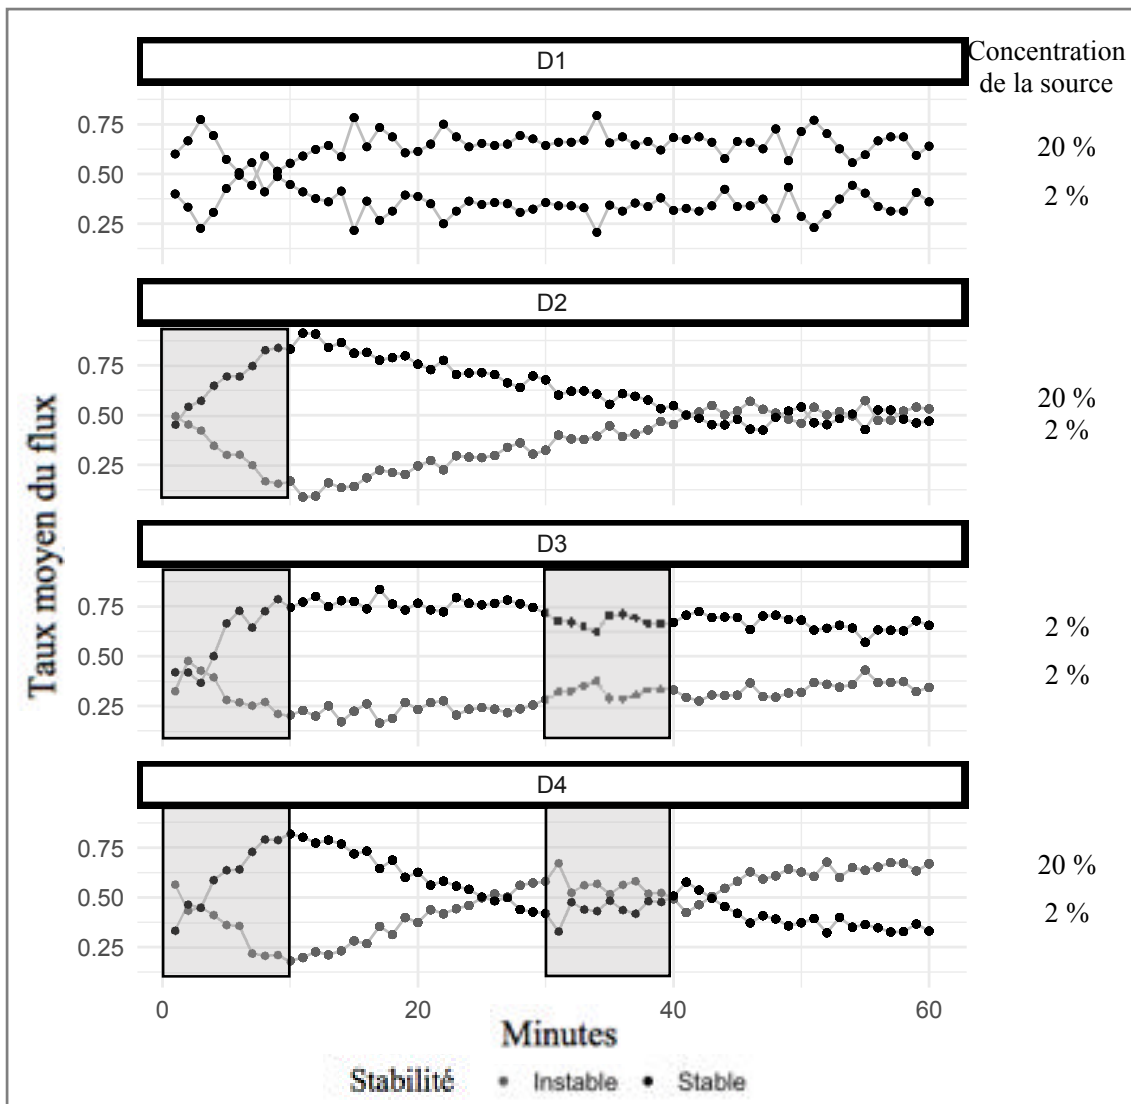 D1
Concentration
de la source
0.75
0.50
0.25
20 %
2 %
D2
0.75
0.50
0.25
20 %
2 %
Taux moyen du flux
D3
0.75
0.50
0.25
2 %
2 %
D4
0.75
0.50
0.25
20 %
2 %
0 20 40 60
Minutes
Stabilité Instable Stable